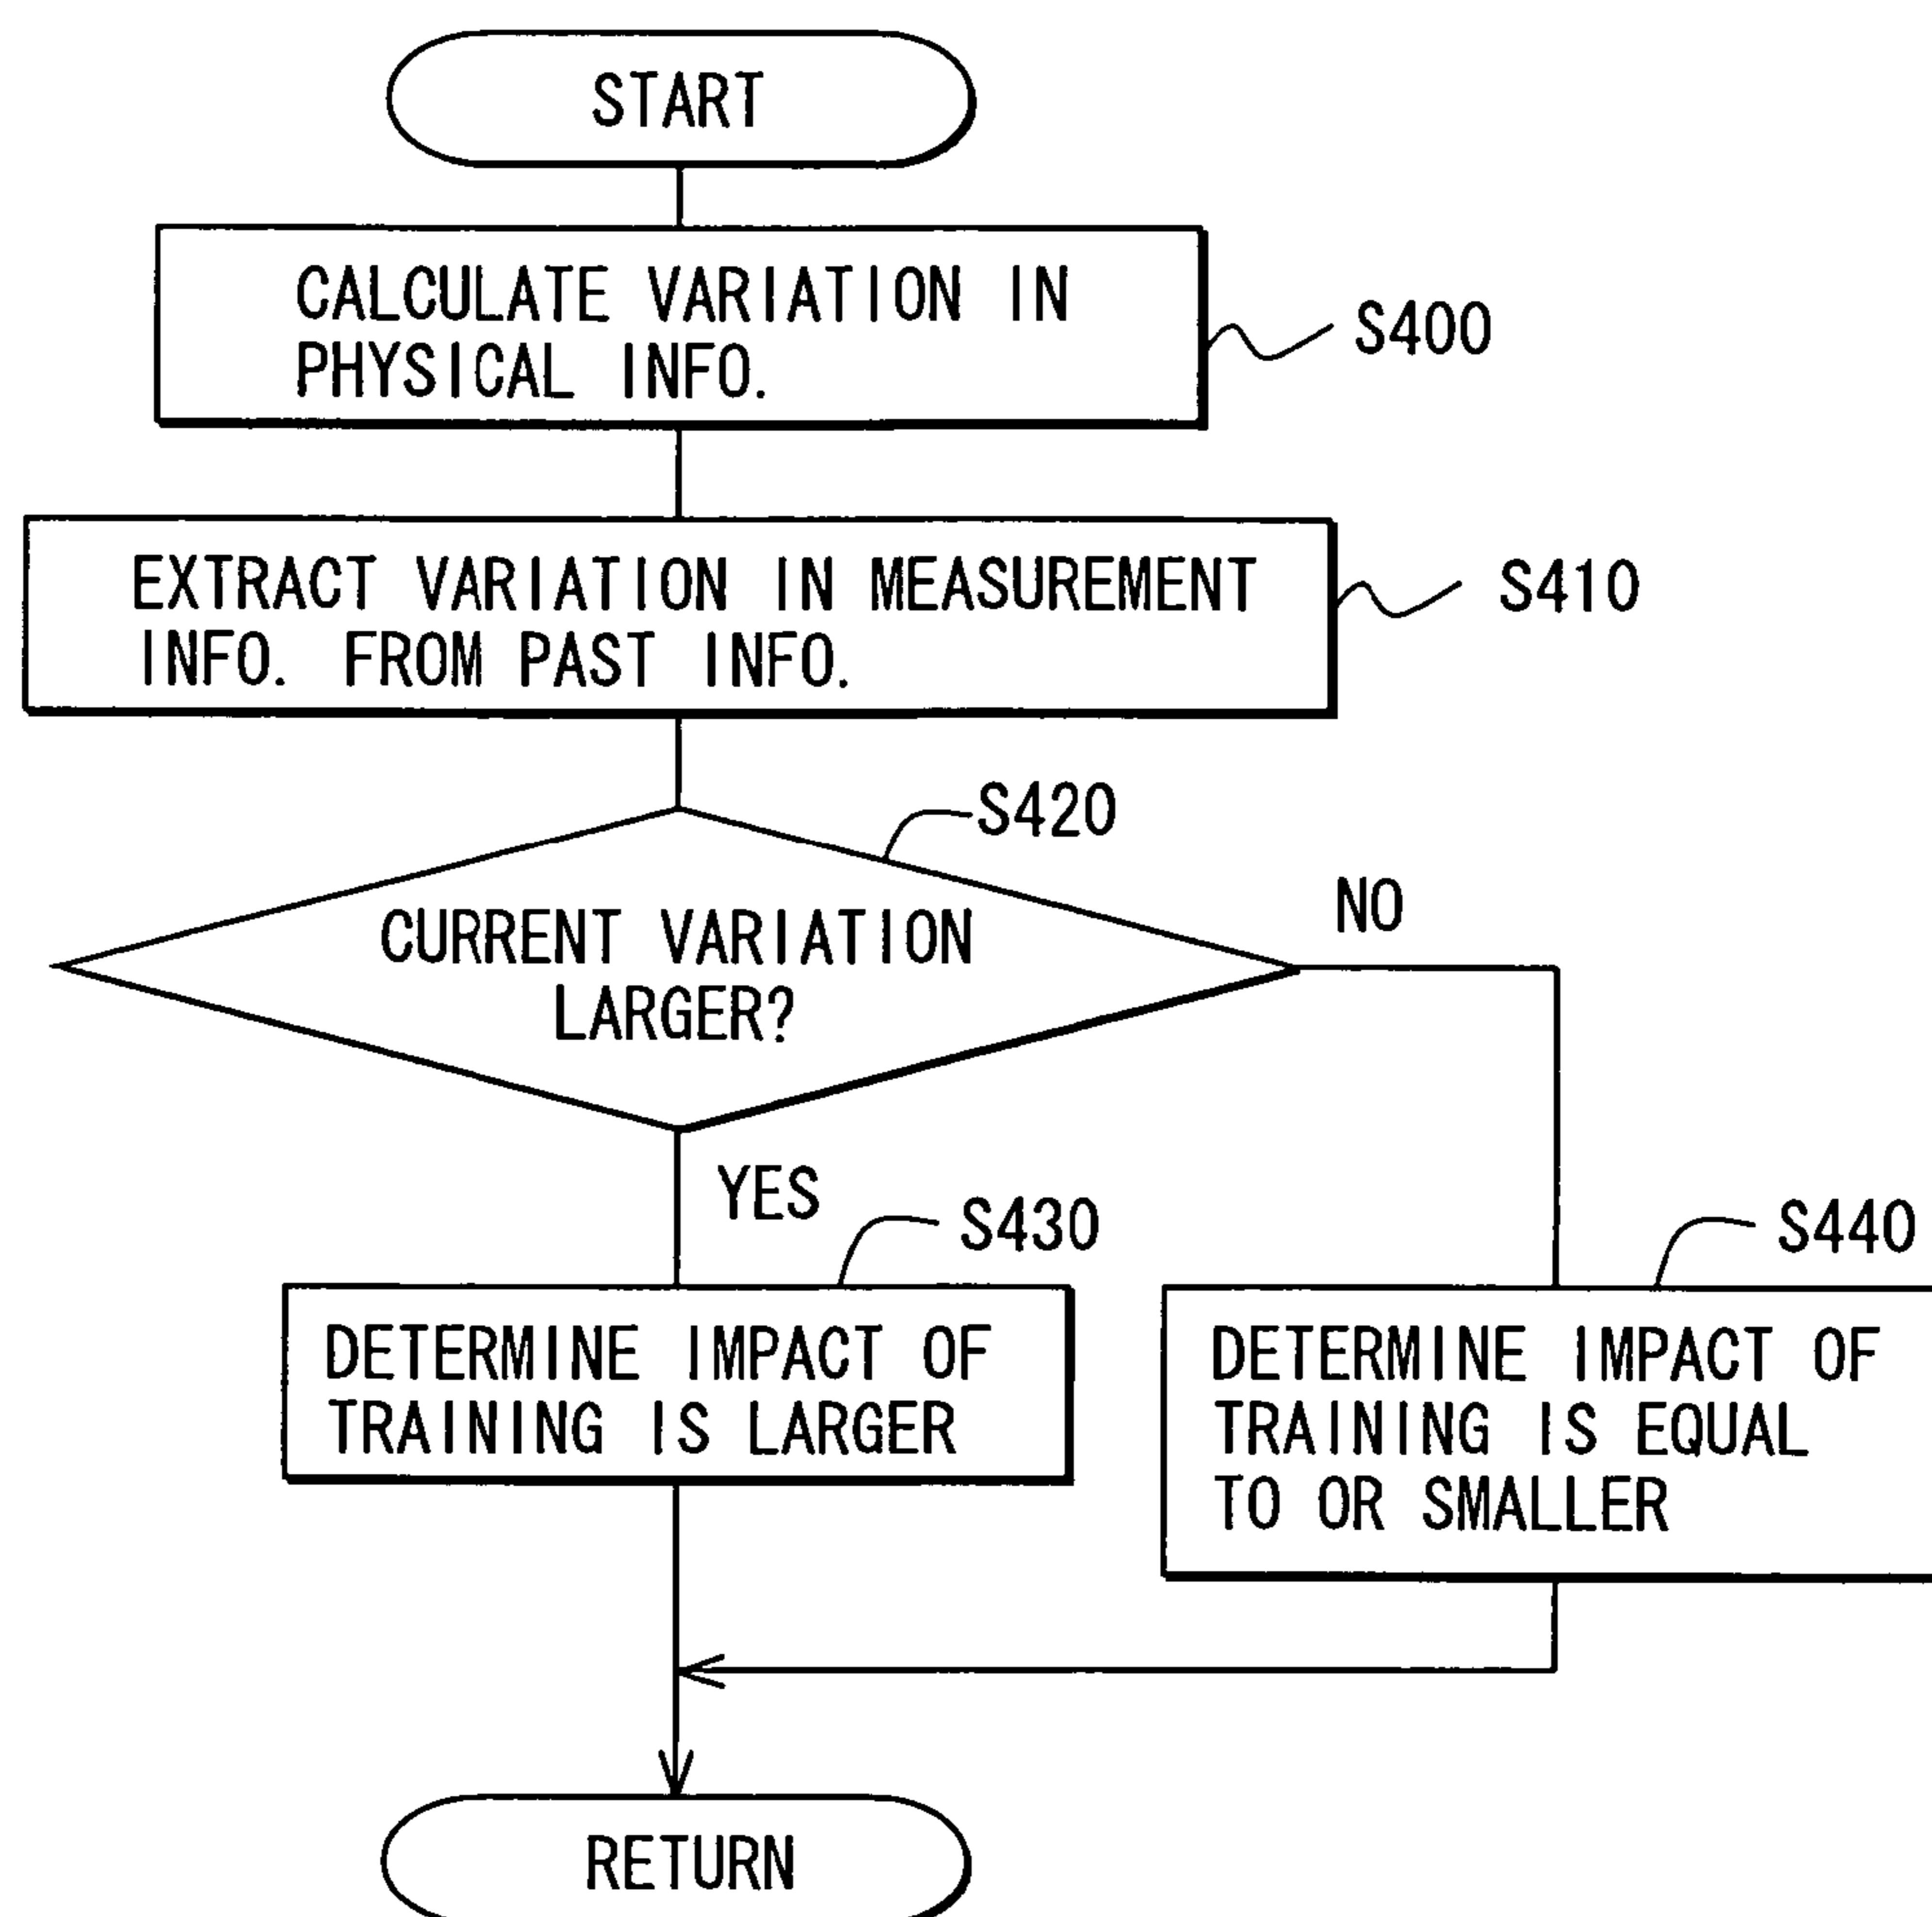 START
CALCULATE VARIATION IN
PHYSICAL INFO.
S400
EXTRACT VARIATION IN MEASUREMENT
INFO. FROM PAST INFO.
S410
S420
CURRENT VARIATION
LARGER?
NO
YES
S430
S440
DETERMINE IMPACT OF
TRAINING IS LARGER
DETERMINE IMPACT OF
TRAINING IS EQUAL
TO OR SMALLER
RETURN